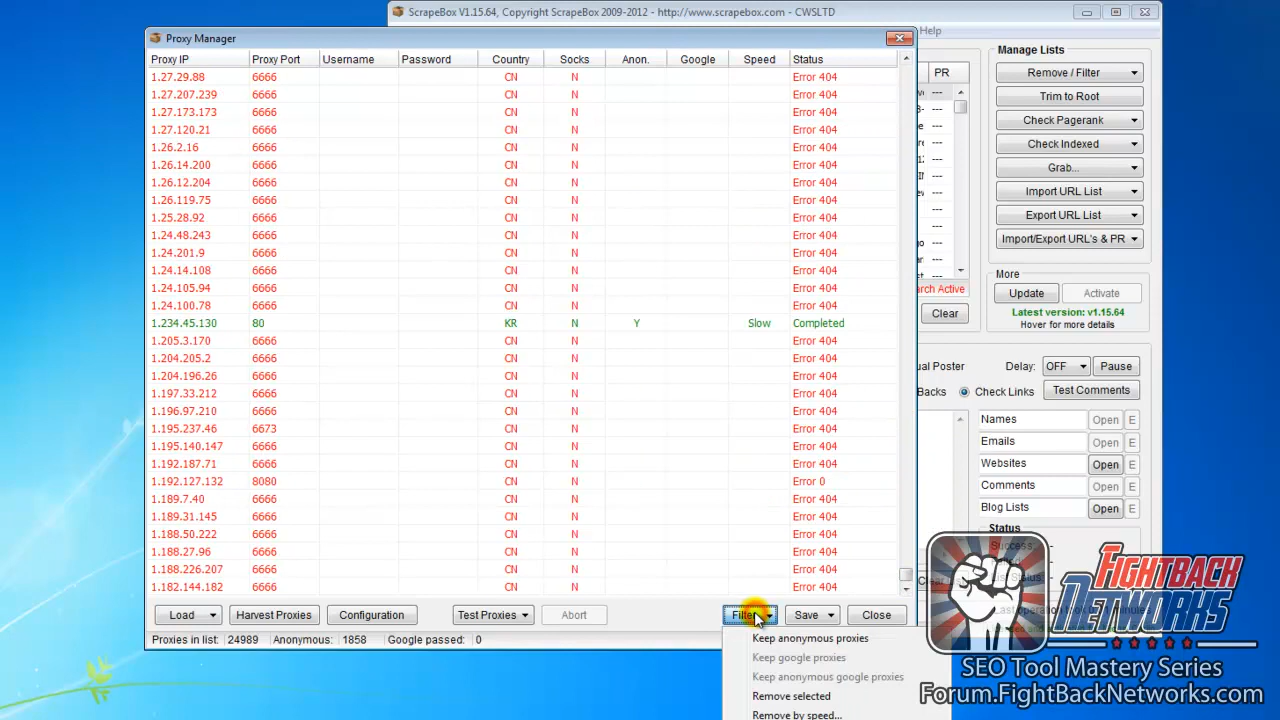 ScrapeBox V1.15.64, Copyright ScrapeBox 2009-2012 - http://www.scrapebox.com - CWSLTD
Proxy Manager
Help
Proxy IP Proxy Port Username Password Country Socks Anon. Google Speed Status
1.27.29.88 6666 CN N Error 404
1.27.207.239 6666 CN N Error 404
1.27.173.173 6666 CN N Error 404
1.27.120.21 6666 CN N Error 404
1.26.2.16 6666 CN N Error 404
1.26.14.200 6666 CN N Error 404
1.26.12.204 6666 CN N Error 404
1.26.119.75 6666 CN N Error 404
1.25.28.92 6666 CN N Error 404
1.24.48.243 6666 CN N Error 404
1.24.201.9 6666 CN N Error 404
1.24.14.108 6666 CN N Error 404
1.24.105.94 6666 CN N Error 404
1.24.100.78 6666 CN N Error 404
1.234.45.130 80 KR N Y Slow Completed
1.205.3.170 6666 CN N Error 404
1.204.205.2 6666 CN N Error 404
1.204.196.26 6666 CN N Error 404
1.197.33.212 6666 CN N Error 404
1.196.97.210 6666 CN N Error 404
1.195.237.46 6673 CN N Error 404
1.195.140.147 6666 CN N Error 404
1.192.187.71 6666 CN N Error 404
1.192.127.132 8080 CN N Error 0
1.189.7.40 6666 CN N Error 404
1.189.31.145 6666 CN N Error 404
1.188.50.222 6666 CN N Error 404
1.188.27.96 6666 CN N Error 404
1.188.226.207 6666 CN N Error 404
1.182.144.182 6666 CN N Error 404
Load Harvest Proxies Configuration Test Proxies Abort Filter Save Close
Proxies in list: 24989 Anonymous: 1858 Google passed: 0
Keep anonymous proxies
Keep google proxies
Keep anonymous google proxies
Remove selected
Remove by speed...
PR
Manage Lists
Remove / Filter
Trim to Root
Check Pagerank
Check Indexed
Grab...
Import URL List
Export URL List
Import/Export URL's & PR
More
Update Activate
Latest version: v1.15.64
Hover for more details
Active
Clear
Poster Delay: OFF Pause
Backs Check Links Test Comments
Names Open E
Emails Open E
Websites Open E
Comments Open E
Blog Lists Open E
Status
FIGHTBACK
NETWORKS
SEO Tool Mastery Series
Forum.FightBackNetworks.com